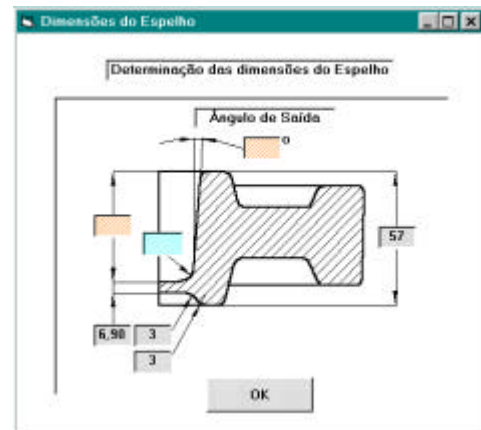 Dimensões do Espelho
Determinação das dimensões do Espelho
Ângulo de Saída
o
57
6,90
3
3
OK